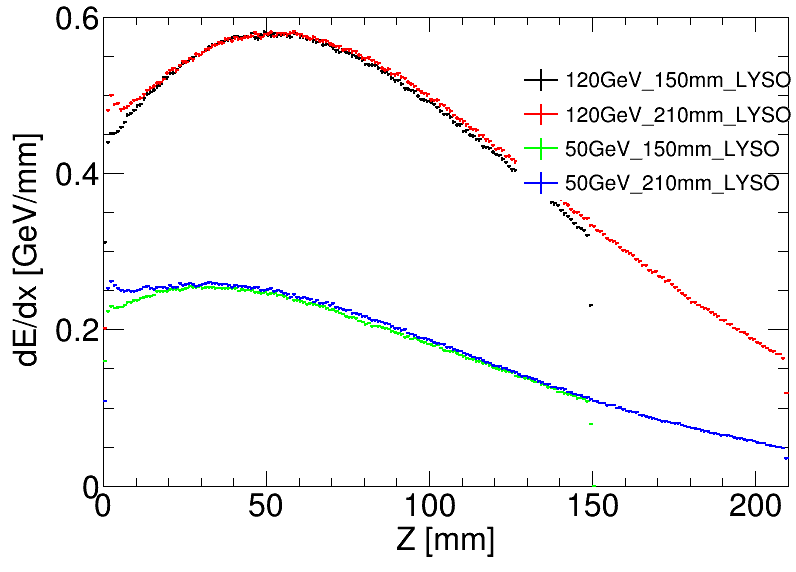 0.6
0.4
0.2
0
dE/dx [GeV/mm]
120GeV_150mm_LYSO
120GeV_210mm_LYSO
50GeV_150mm_LYSO
50GeV_210mm_LYSO
0 50 100 150 200
Z [mm]